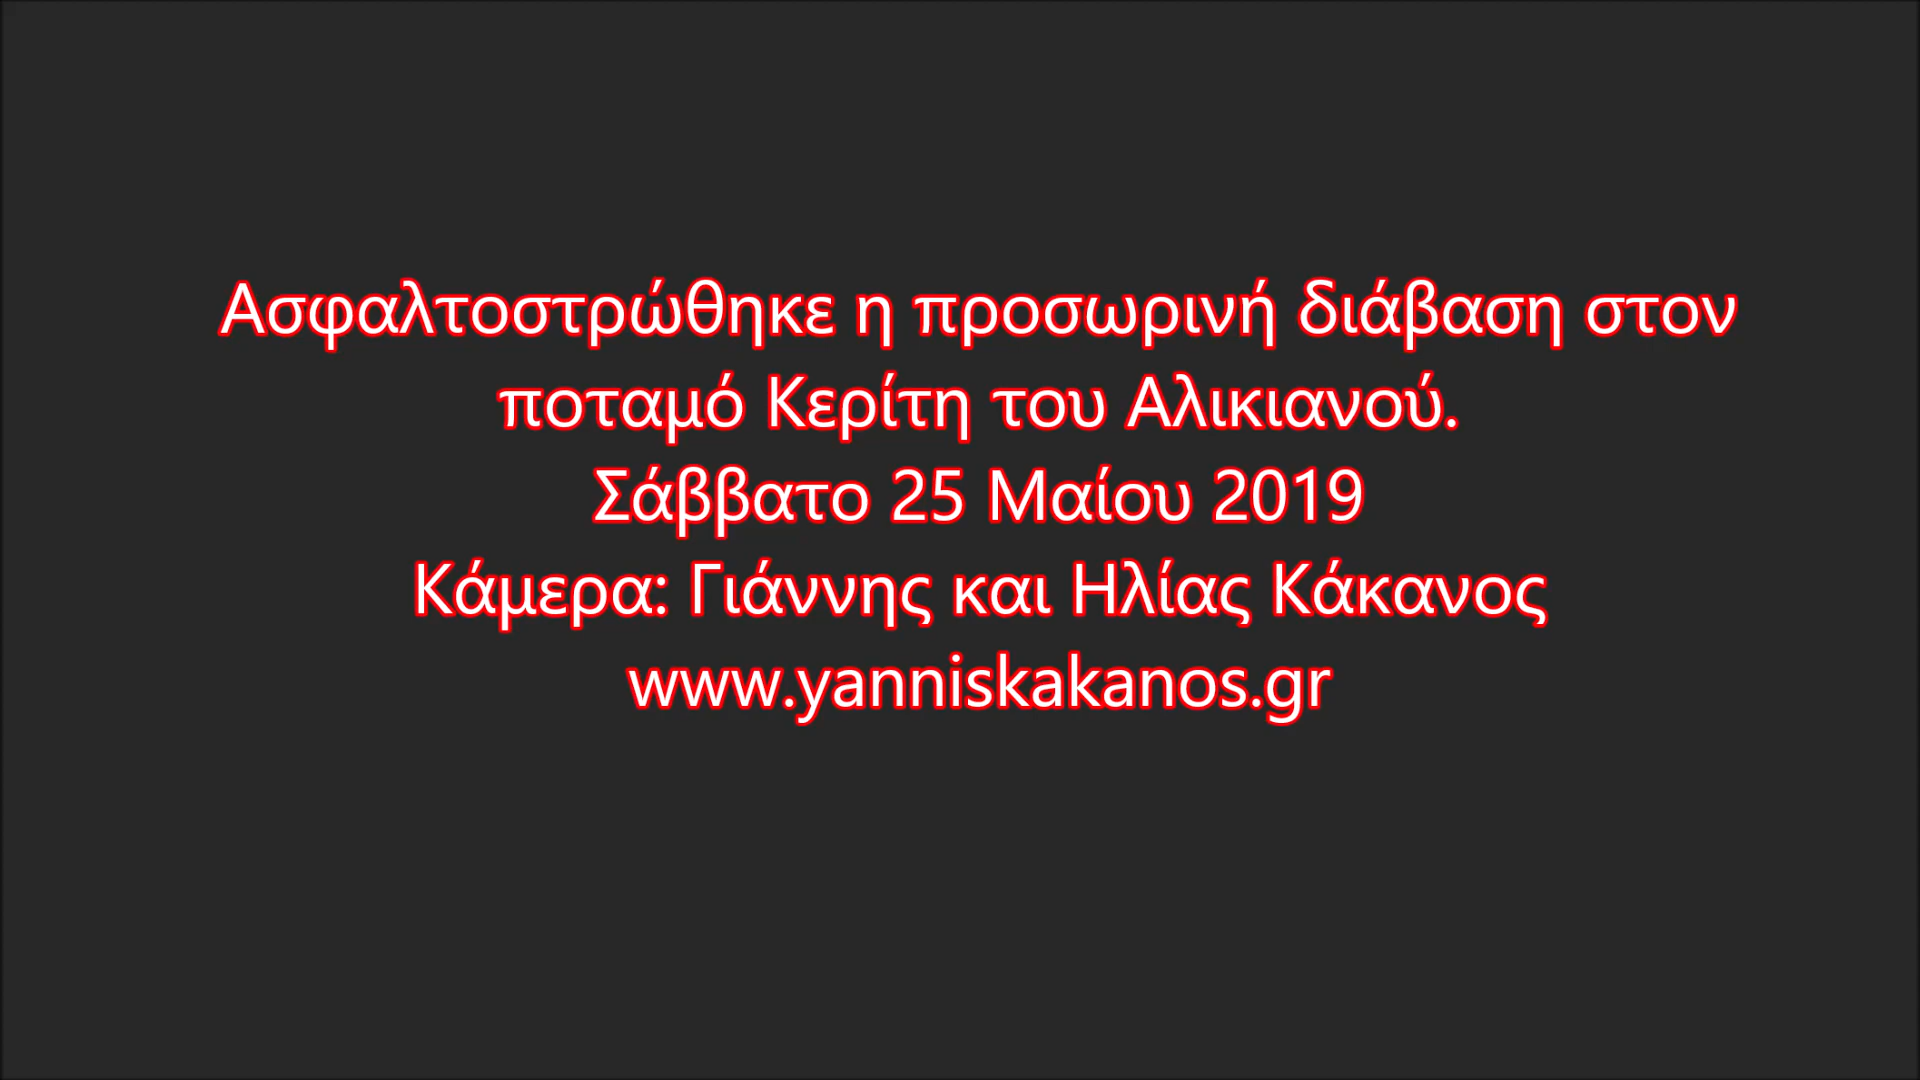 Ασφαλτοστρώθηκε η προσωρινή διάβαση στον
ποταμό Κερίτη του Αλικιανού.
Σάββατο 25 Μαίου 2019
Κάμερα: Γιάννης και Ηλίας Κάκανος
www.yanniskakanos.gr